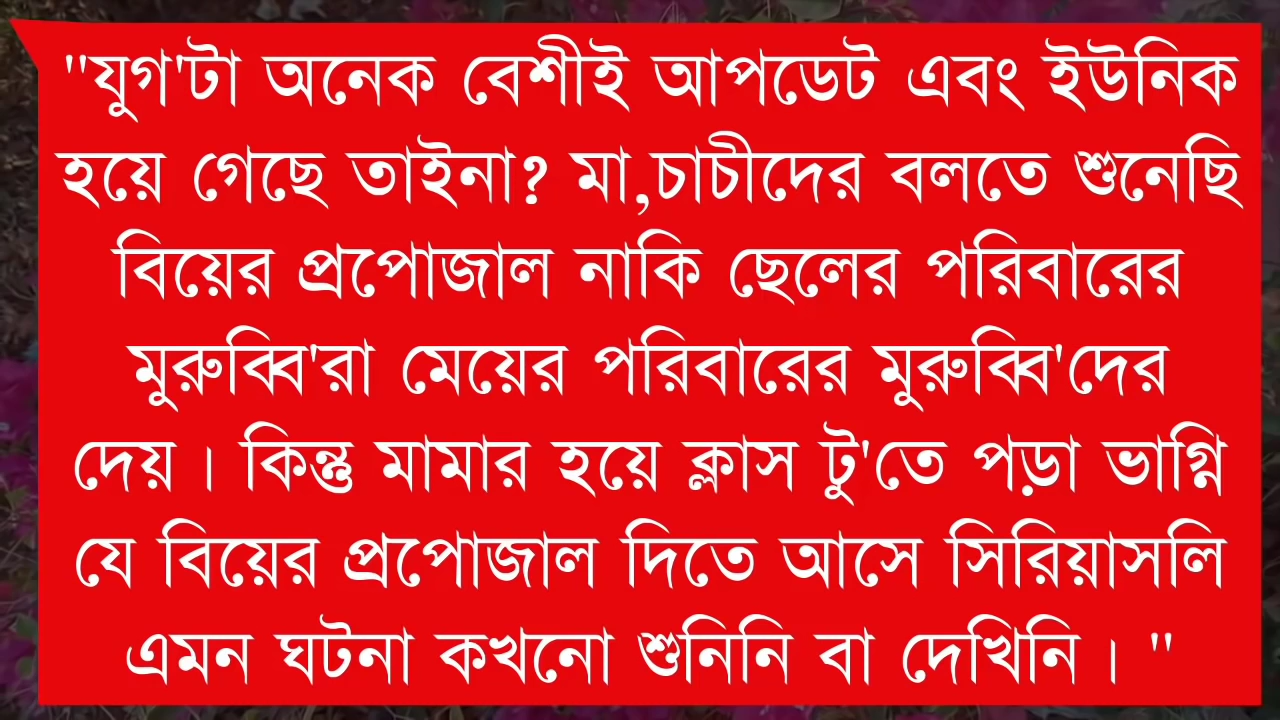 "যুগ'টা অনেক বেশীই আপডেট এবং ইউনিক
হয়ে গেছে তাইনা? মা,চাচীদের বলতে শুনেছি
বিয়ের প্রপোজাল নাকি ছেলের পরিবারের
মুরুব্বি'রা মেয়ের পরিবারের মুরুব্বি'দের
দেয়। কিন্তু মামার হয়ে ক্লাস টু'তে পড়া ভাগ্নি
যে বিয়ের প্রপোজাল দিতে আসে সিরিয়াসলি
এমন ঘটনা কখনো শুনিনি বা দেখিনি। "